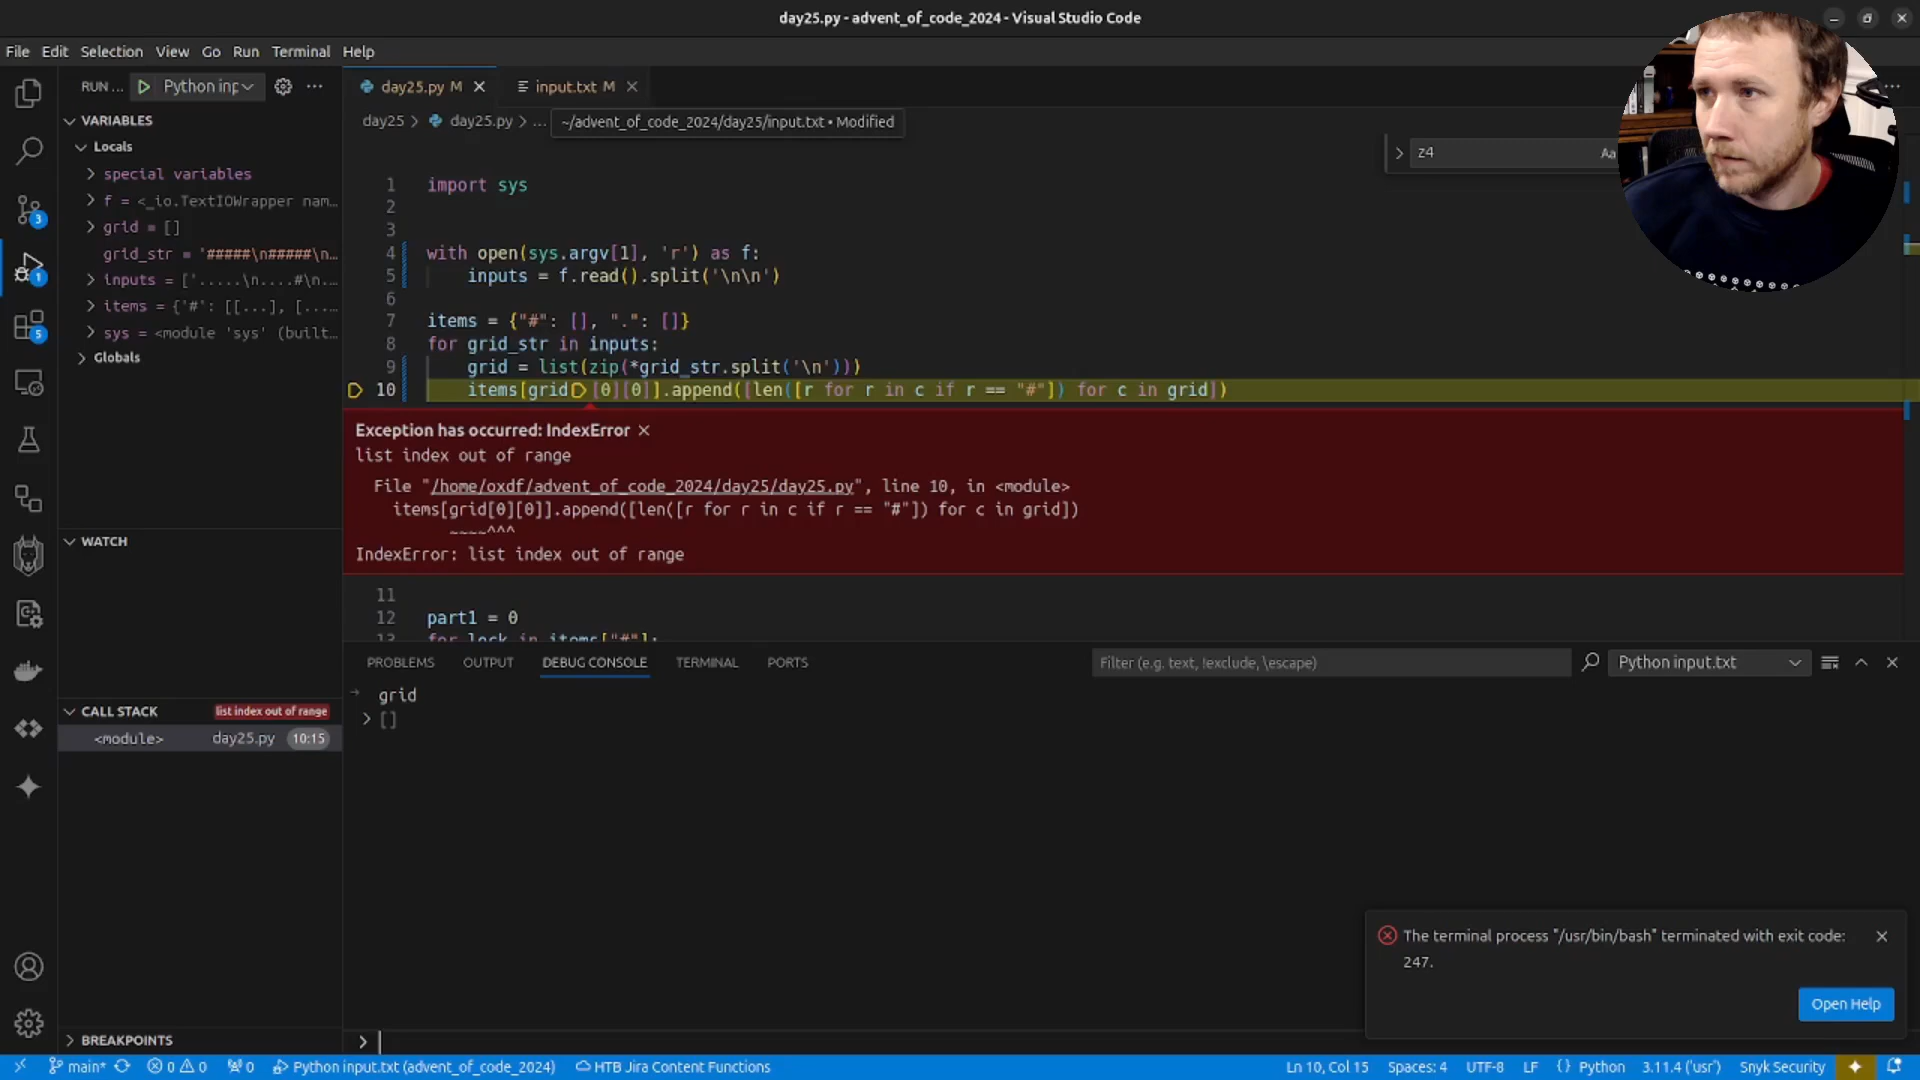 day25.py - advent_of_code_2024 - Visual Studio Code
File Edit Selection View Go Run Terminal Help
RUN ... Python inp
day25.py M
input.txt M
VARIABLES
day25 > day25.py > ...
~/advent_of_code_2024/day25/input.txt • Modified
Locals
special variables
f = <_io.TextIOWrapper nam…
grid = []
grid_str = '#####\n#####\n…
inputs = ['.....\n....#\n.…
items = {'#': [[...], [...…
sys = <module 'sys' (built…
Globals
z4
Aa
1 import sys
2
3
4 with open(sys.argv[1], 'r') as f:
5 inputs = f.read().split('\n\n')
6
7 items = {"#": [], ".": []}
8 for grid_str in inputs:
9 grid = list(zip(*grid_str.split('\n')))
10 items[grid[0][0]].append([len([r for r in c if r == "#"]) for c in grid])
Exception has occurred: IndexError
list index out of range
File "/home/oxdf/advent_of_code_2024/day25/day25.py", line 10, in <module>
items[grid[0][0]].append([len([r for r in c if r == "#"]) for c in grid])
~~~~^^^
IndexError: list index out of range
11
12 part1 = 0
13 for lock in items["#"]:
WATCH
PROBLEMS OUTPUT DEBUG CONSOLE TERMINAL PORTS
Filter (e.g. text, !exclude, \escape)
Python input.txt
grid
[]
CALL STACK list index out of range
<module> day25.py 10:15
3
1
5
The terminal process "/usr/bin/bash" terminated with exit code:
247.
Open Help
BREAKPOINTS
main* 0 0 0 Python input.txt (advent_of_code_2024) HTB Jira Content Functions
Ln 10, Col 15 Spaces: 4 UTF-8 LF {} Python 3.11.4 ('usr') Snyk Security